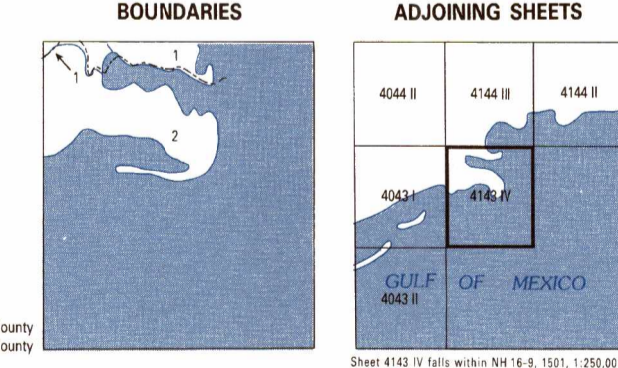 BOUNDARIES
1
1
2
ounty
ounty
ADJOINING SHEETS
4044 II 4144 III 4144 II
4043 I 4143 IV
GULF OF MEXICO
4043 II
Sheet 4143 IV falls within NH 16-9, 1501, 1:250,00